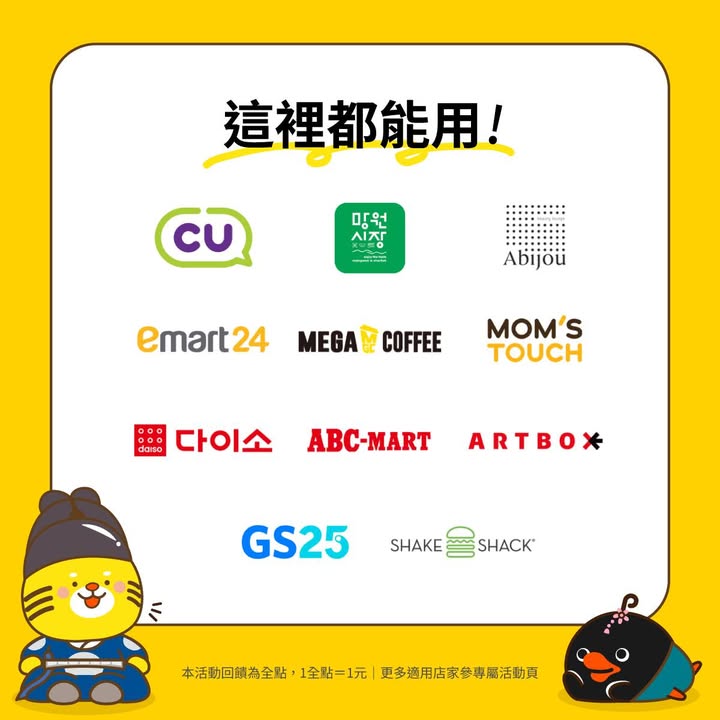 這裡都能用!
CU
망원
시장
Abijou
emart24
MEGA MGC COFFEE
MOM'S
TOUCH
daiso 다이소
ABC-MART
ARTBOX
GS25
SHAKE SHACK
本活動回饋為全點，1全點＝1元｜更多適用店家參專屬活動頁